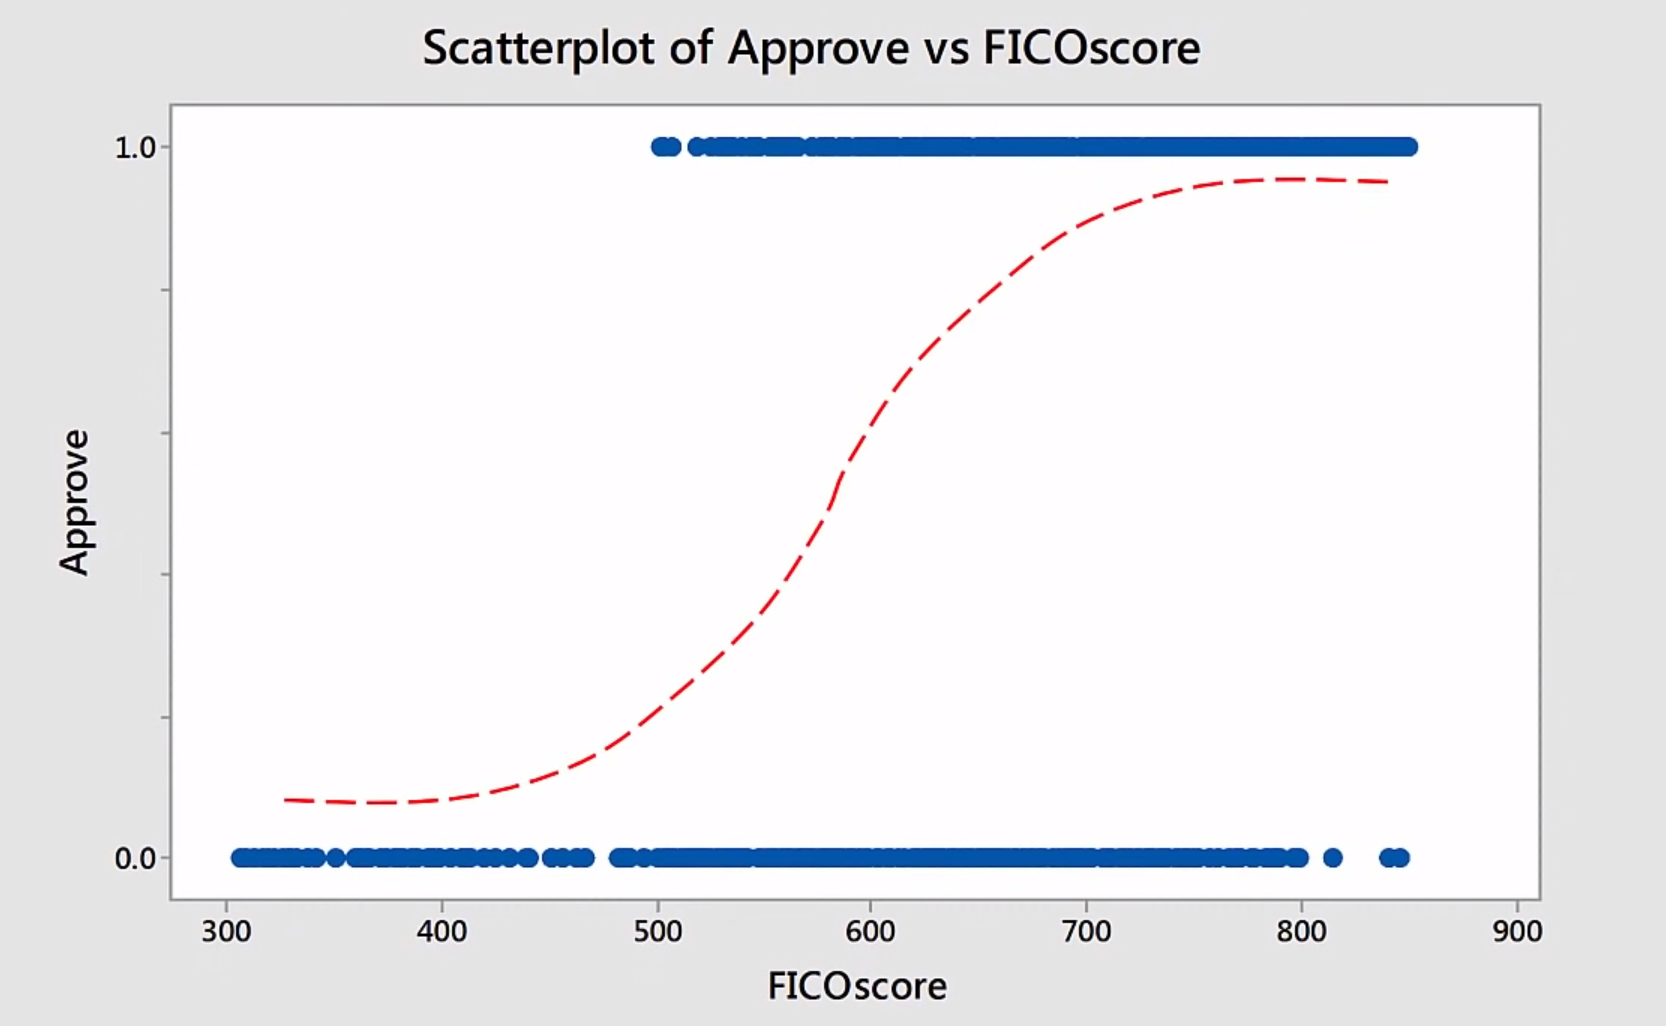 Scatterplot of Approve vs FICOscore
1.0
0.0
Approve
300 400 500 600 700 800 900
FICOscore